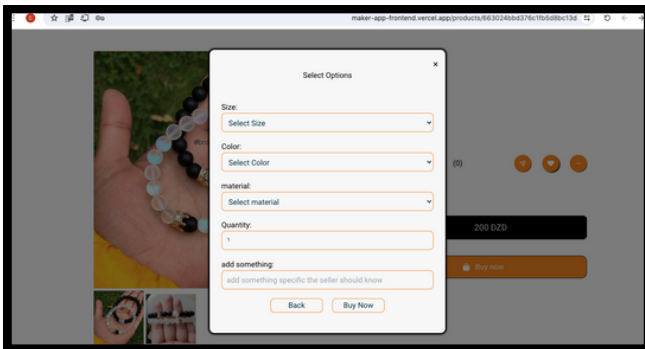 maker-app-frontend.vercel.app/products/663024bbd376c1fb5d8bc13d
Select Options
×
Size:
Select Size
Color:
Select Color
(0)
material:
Select material
Quantity:
1
200 DZD
add something:
add something specific the seller should know
Buy now
Back
Buy Now